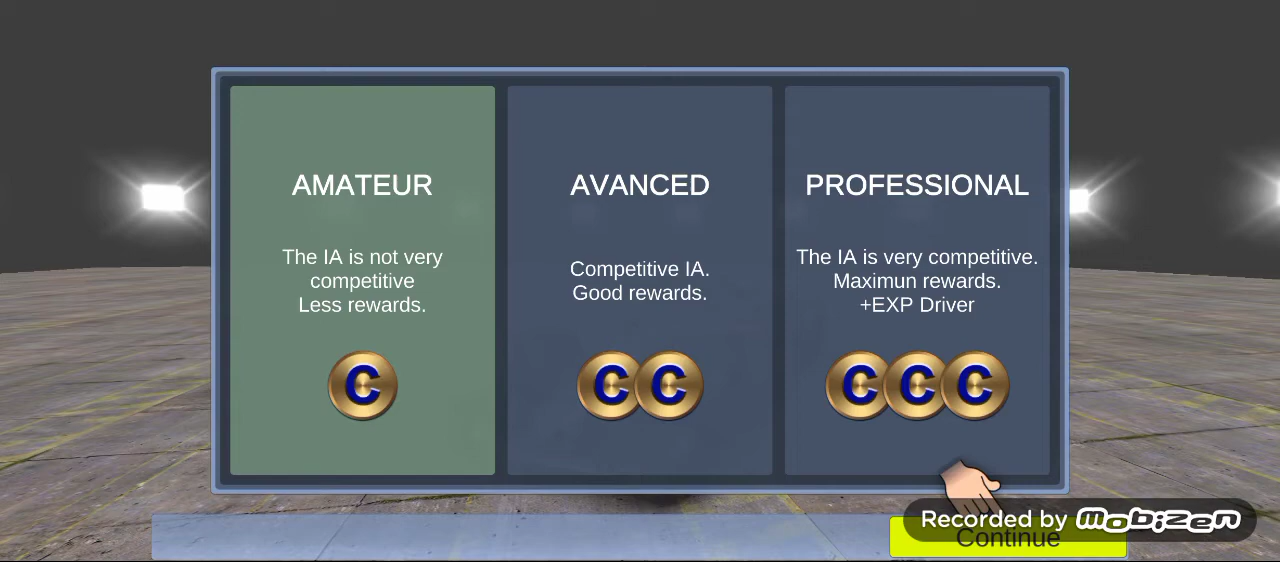 AMATEUR
The IA is not very
competitive
Less rewards.
C
AVANCED
Competitive IA.
Good rewards.
C C
PROFESSIONAL
The IA is very competitive.
Maximun rewards.
+EXP Driver
C C C
Recorded by Mobizen
Continue